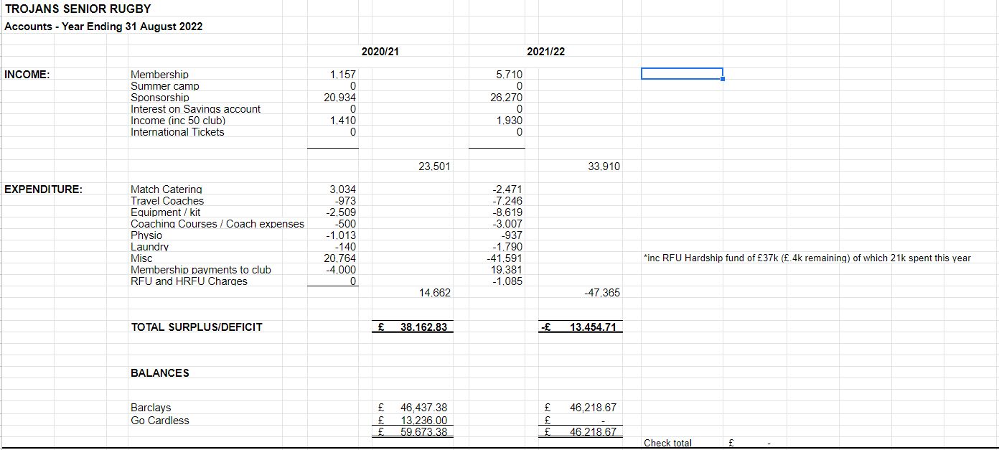 TROJANS SENIOR RUGBY
Accounts - Year Ending 31 August 2022
2020/21 2021/22
INCOME: Membership 1,157 5,710
Summer camp 0 0
Sponsorship 20,934 26,270
Interest on Savings account 0 0
Income (inc 50 club) 1,410 1,930
International Tickets 0 0
23,501 33,910
EXPENDITURE: Match Catering 3,034 -2,471
Travel Coaches -973 -7,246
Equipment / kit -2,509 -8,619
Coaching Courses / Coach expenses -500 -3,007
Physio -1,013 -937
Laundry -140 -1,790
Misc 20,764 -41,591 *inc RFU Hardship fund of £37k (£.4k remaining) of which 21k spent this year
Membership payments to club -4,000 19,381
RFU and HRFU Charges 0 -1,085
14,662 -47,365
TOTAL SURPLUS/DEFICIT £ 38,162.83 -£ 13,454.71
BALANCES
Barclays £ 46,437.38 £ 46,218.67
Go Cardless £ 13,236.00 £ -
£ 59,673.38 £ 46,218.67
Check total £ -